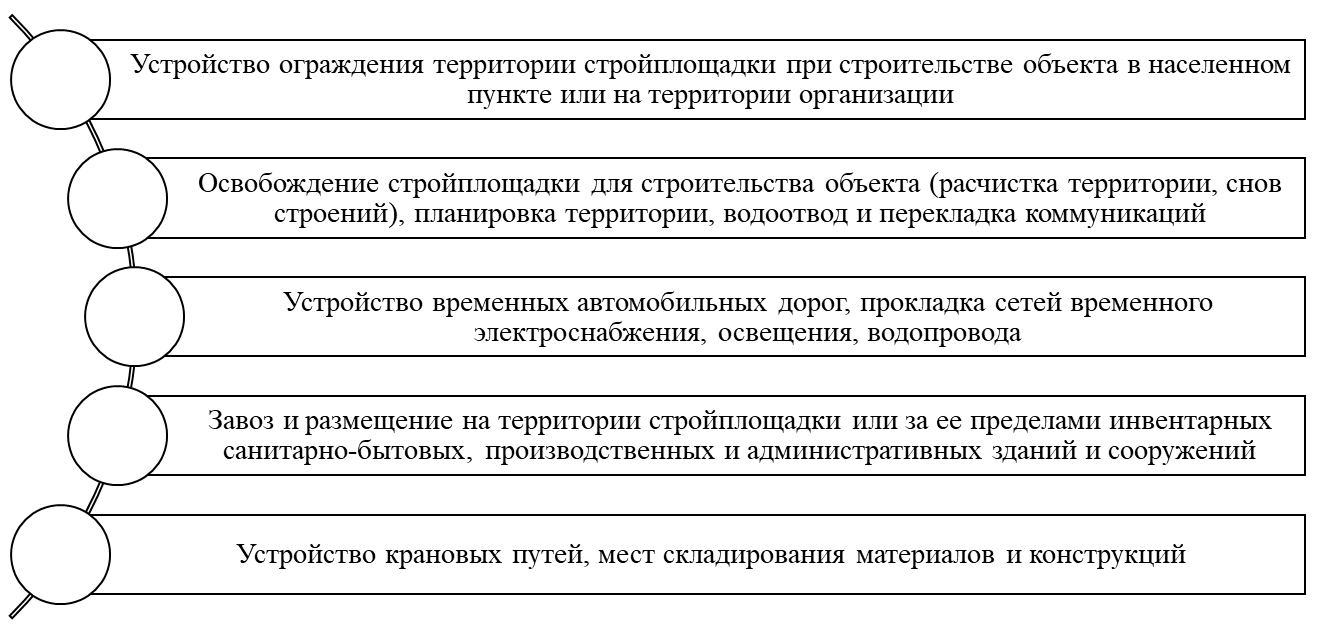 Устройство ограждения территории стройплощадки при строительстве объекта в населенном
пункте или на территории организации
Освобождение стройплощадки для строительства объекта (расчистка территории, снов
строений), планировка территории, водоотвод и перекладка коммуникаций
Устройство временных автомобильных дорог, прокладка сетей временного
электроснабжения, освещения, водопровода
Завоз и размещение на территории стройплощадки или за ее пределами инвентарных
санитарно-бытовых, производственных и административных зданий и сооружений
Устройство крановых путей, мест складирования материалов и конструкций